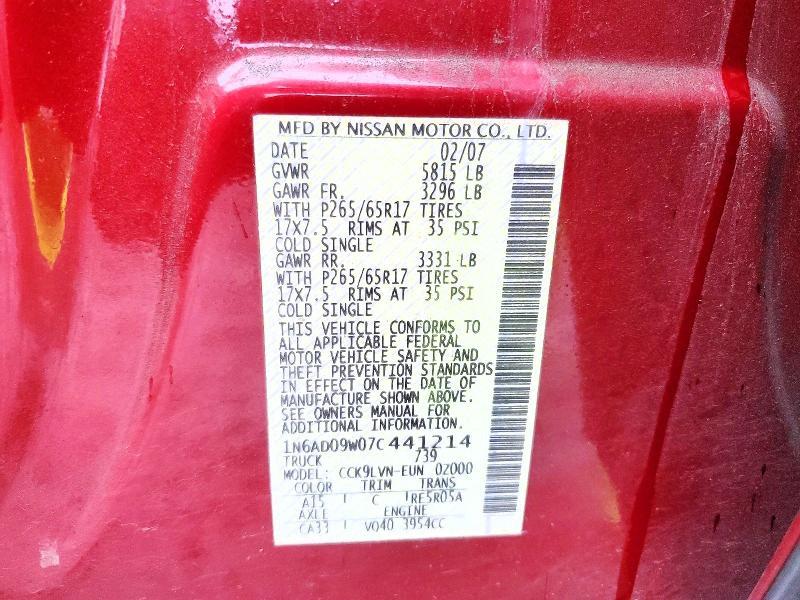 MFD BY NISSAN MOTOR CO., LTD.
DATE 02/07
GVWR 5815 LB
GAWR FR. 3296 LB
WITH P265/65R17 TIRES
17X7.5 RIMS AT 35 PSI
COLD SINGLE
GAWR RR. 3331 LB
WITH P265/65R17 TIRES
17X7.5 RIMS AT 35 PSI
COLD SINGLE
THIS VEHICLE CONFORMS TO
ALL APPLICABLE FEDERAL
MOTOR VEHICLE SAFETY AND
THEFT PREVENTION STANDARDS
IN EFFECT ON THE DATE OF
MANUFACTURE SHOWN ABOVE.
SEE OWNERS MANUAL FOR
ADDITIONAL INFORMATION.
1N6AD09W07C441214
TRUCK 739
MODEL: CCK9LVN-EUN 0Z000
COLOR TRIM TRANS
A15 C RE5R05A
AXLE ENGINE
CA33 VQ40 3954CC